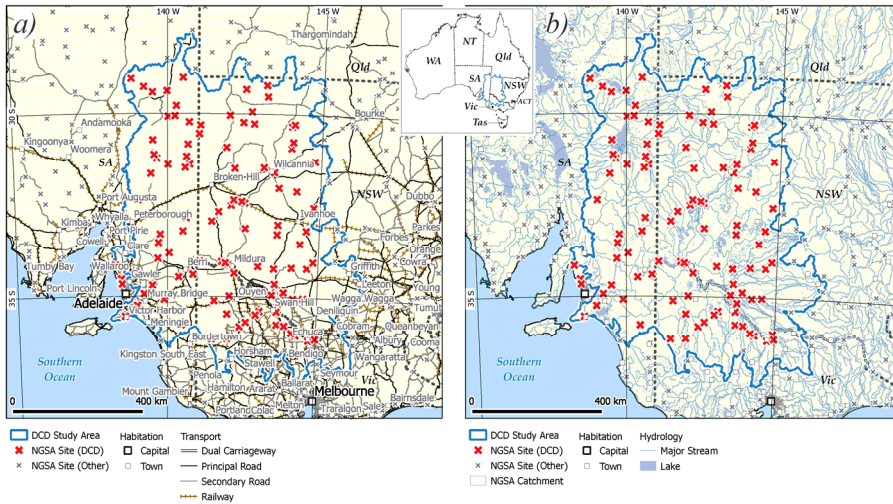 a)
140 W
145 W
Thargomindah
Qld
30 S
Andamooka
Kingoonya
Woomera
SA
Bourke
Wilcannia
Broken Hill
NSW
Port Augusta
Whyalla
Peterborough
Kimba
Port Pirie
Cowell
Clare
Ivanhoe
Dubbo
Parkes
Forbes
Orange
Cowra
Tumby Bay
Wallaroo
Gawler
Berri
Mildura
Griffith
Leeton
Young
Port Lincoln
35 S
Adelaide
Murray Bridge
Ouyen
Swan Hill
Wagga Wagga
Tumut
Victor Harbor
Meningie
Deniliquin
Echuca
Cobram
Queanbeyan
Albury
Cooma
Kingston South East
Bordertown
Horsham
Bendigo
Wangaratta
Stawell
Seymour
Southern
Ocean
Penola
Hamilton
Ararat
Ballarat
Vic
Mount Gambier
Melton
Melbourne
Bairnsdale
Portland
Colac
Traralgon
Sale
0
400 km
WA
NT
Qld
SA
NSW
ACT
Vic
Tas
b)
140 W
145 W
Qld
30 S
SA
NSW
35 S
Southern
Ocean
Vic
0
400 km
DCD Study Area
NGSA Site (DCD)
NGSA Site (Other)
Habitation
Capital
Town
Transport
Dual Carriageway
Principal Road
Secondary Road
Railway
DCD Study Area
NGSA Site (DCD)
NGSA Site (Other)
NGSA Catchment
Habitation
Capital
Town
Hydrology
Major Stream
Lake